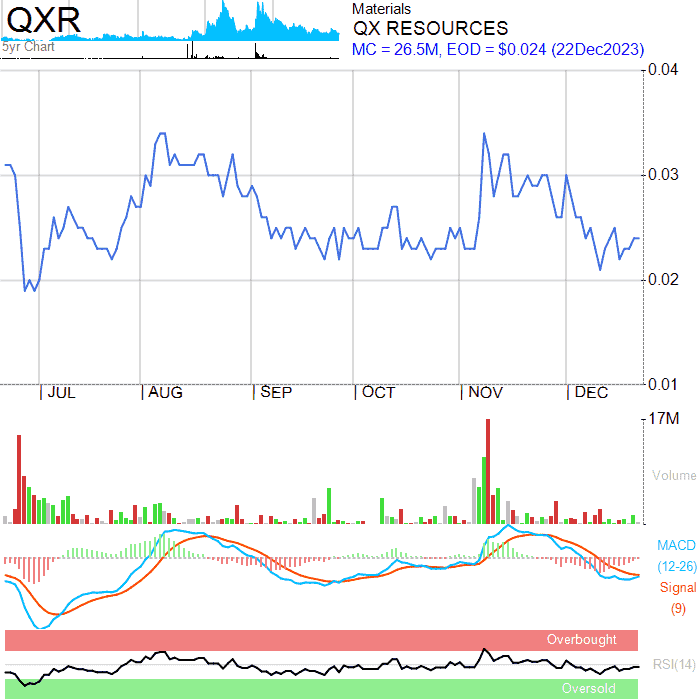 QXR
5yr Chart
Materials
QX RESOURCES
MC = 26.5M, EOD = $0.024 (22Dec2023)
0.04
0.03
0.02
0.01
JUL AUG SEP OCT NOV DEC
17M
Volume
MACD
(12-26)
Signal
(9)
Overbought
RSI(14)
Oversold